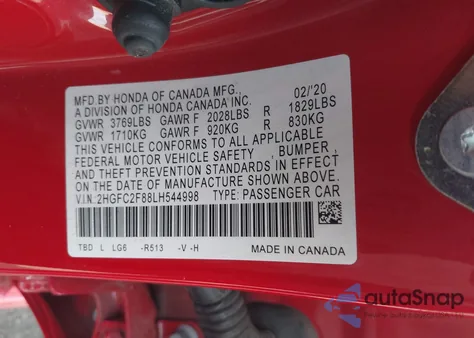 MFD BY HONDA OF CANADA MFG., 02/'20
A DIVISION OF HONDA CANADA INC.
GVWR 3769LBS GAWR F 2028LBS R 1829LBS
GVWR 1710KG GAWR F 920KG R 830KG
THIS VEHICLE CONFORMS TO ALL APPLICABLE
FEDERAL MOTOR VEHICLE SAFETY , BUMPER ,
AND THEFT PREVENTION STANDARDS IN EFFECT
ON THE DATE OF MANUFACTURE SHOWN ABOVE.
V.I.N: 2HGFC2F88LH544998 TYPE: PASSENGER CAR
TBD L LG6 -R513 -V -H MADE IN CANADA
autoSnap